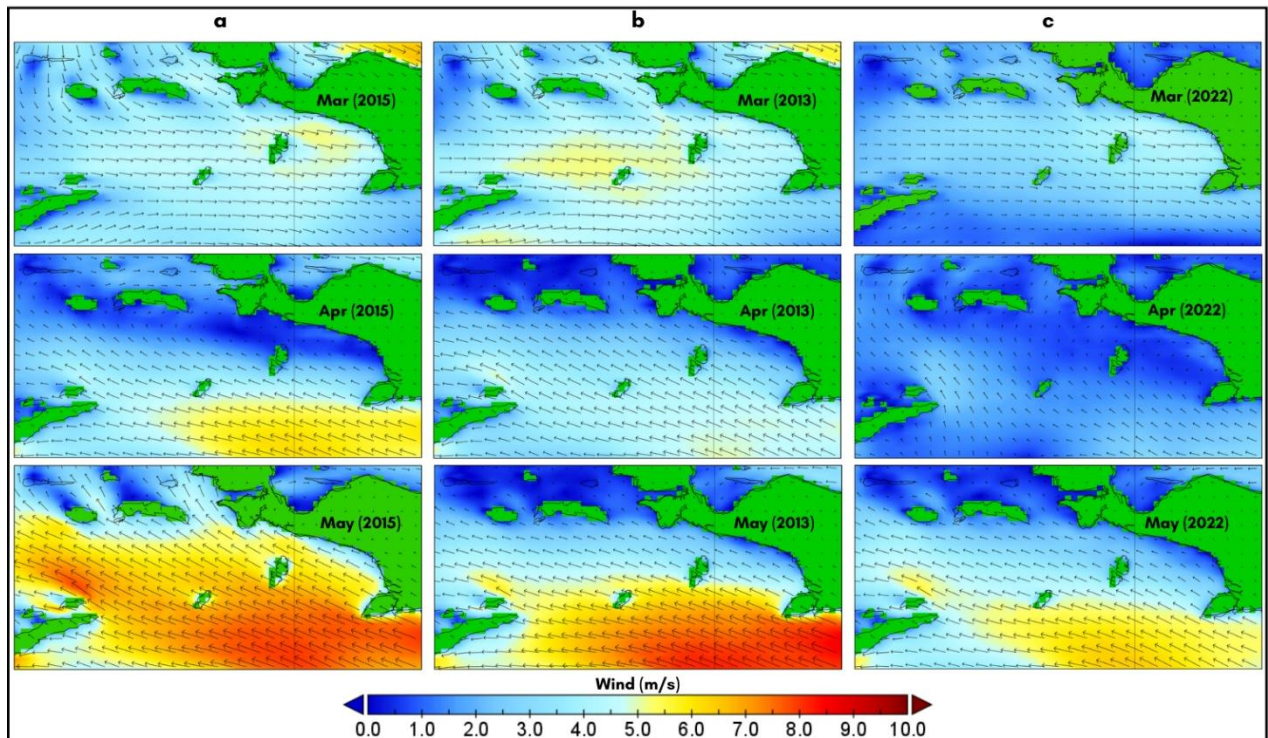 a b c
Mar (2015) Mar (2013) Mar (2022)
Apr (2015) Apr (2013) Apr (2022)
May (2015) May (2013) May (2022)
Wind (m/s)
0.0 1.0 2.0 3.0 4.0 5.0 6.0 7.0 8.0 9.0 10.0